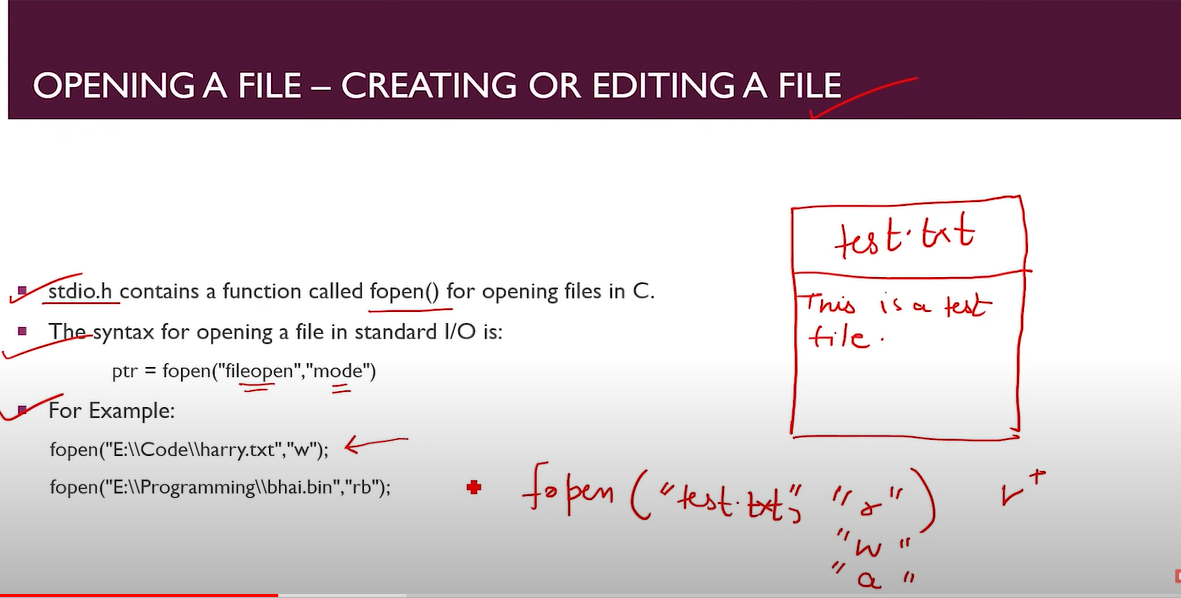 OPENING A FILE – CREATING OR EDITING A FILE
stdio.h contains a function called fopen() for opening files in C.
The syntax for opening a file in standard I/O is:
ptr = fopen("fileopen","mode")
For Example:
fopen("E:\\Code\\harry.txt","w");
fopen("E:\\Programming\\bhai.bin","rb");
test.txt
This is a test
file.
fopen ("test.txt", "r") r+
"w"
"a"